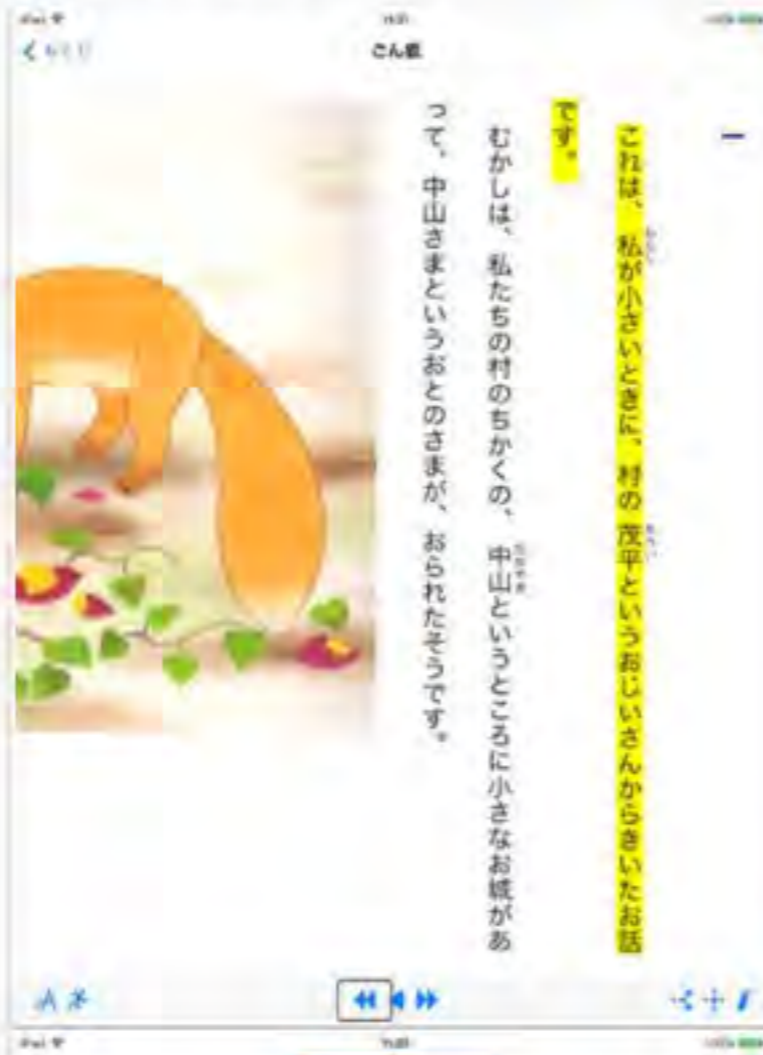 ごん狐
一
これは、私が小さいときに、村の茂平というおじいさんからきいたお話
です。
むかしは、私たちの村のちかくの、中山というところに小さなお城があ
って、中山さまというおとのさまが、おられたそうです。